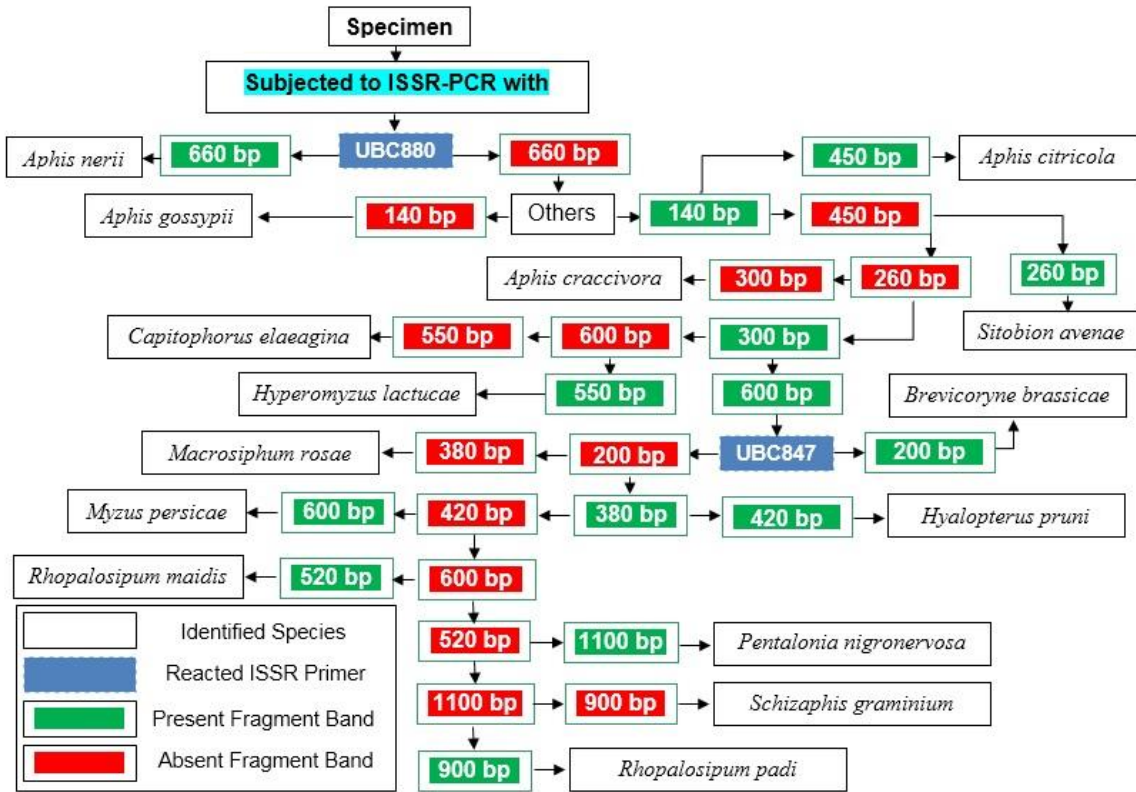 Specimen
Subjected to ISSR-PCR with
Aphis nerii
660 bp
UBC880
660 bp
450 bp
Aphis citricola
Aphis gossypii
140 bp
Others
140 bp
450 bp
Aphis craccivora
300 bp
260 bp
260 bp
Capitophorus elaeagina
550 bp
600 bp
300 bp
Sitobion avenae
Hyperomyzus lactucae
550 bp
600 bp
Brevicoryne brassicae
Macrosiphum rosae
380 bp
200 bp
UBC847
200 bp
Myzus persicae
600 bp
420 bp
380 bp
420 bp
Hyalopterus pruni
Rhopalosipum maidis
520 bp
600 bp
Identified Species
520 bp
1100 bp
Pentalonia nigronervosa
Reacted ISSR Primer
1100 bp
900 bp
Schizaphis graminium
Present Fragment Band
Absent Fragment Band
900 bp
Rhopalosipum padi